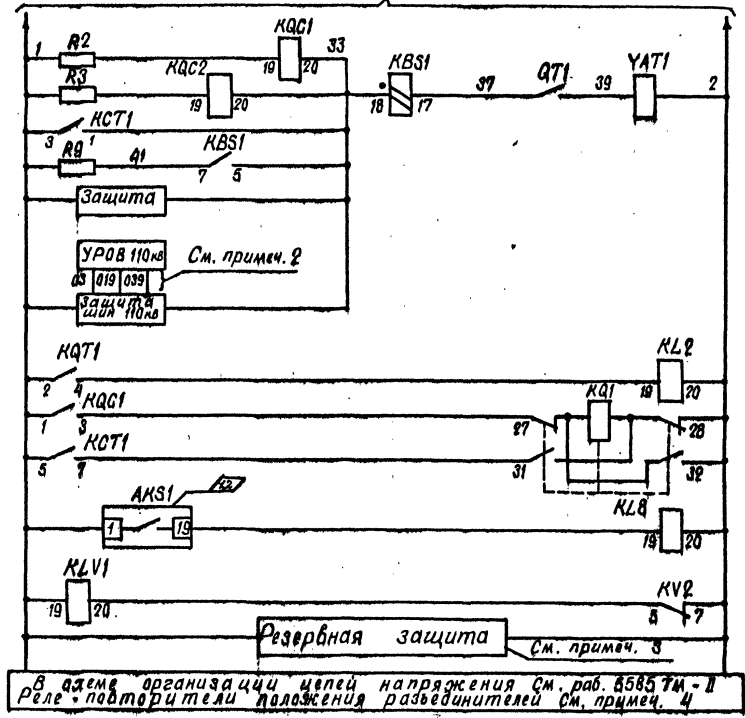 KQC1
1 R2 19 20 33
R3 KQC2 19 20
KBS1 18 17 37 QT1 39 YAT1 2
3 KCT1 1
R9 41 KBS1 7 5
Защита
УРОВ 110кв
03 019 039 См. примеч. 2
Защита
шин 110кв
KQT1 KL2
2 4 19 20
1 KQC1 3 27 KQ1 28
KCT1
5 7 31 32
AKS1 KL8
1 19 19 20
KLV1 KV2
19 20 5 7
Резервная защита
См. примеч. 3
В схеме организации цепей напряжения См. раб. 6585 ТМ - II
Реле - повторители положения разъединителей См. примеч. 4